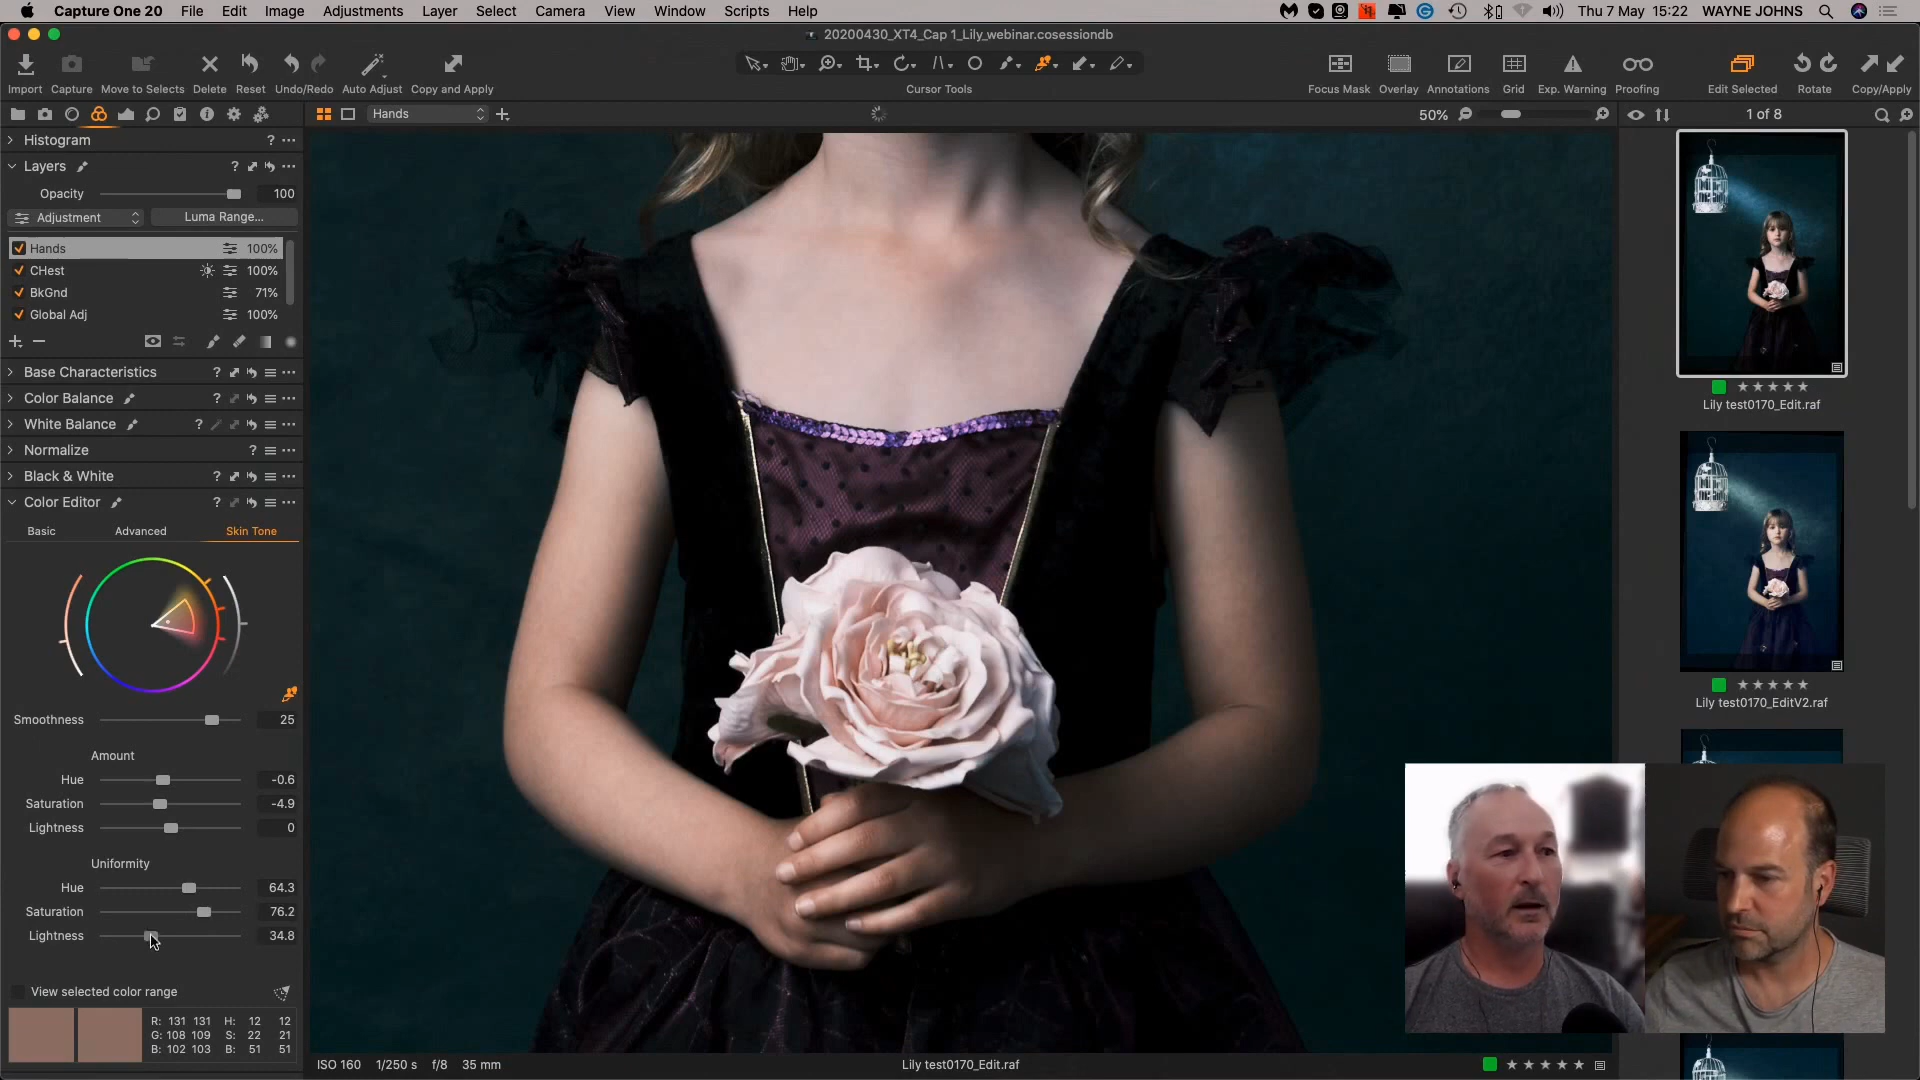 Capture One 20 File Edit Image Adjustments Layer Select Camera View Window Scripts Help Thu 7 May 15:22 WAYNE JOHNS
20200430_XT4_Cap 1_Lily_webinar.cosessiondb
Import Capture Move to Selects Delete Reset Undo/Redo Auto Adjust Copy and Apply Cursor Tools Focus Mask Overlay Annotations Grid Exp. Warning Proofing Edit Selected Rotate Copy/Apply
Hands 50% 1 of 8
Histogram ? ...
Layers ? ...
Opacity 100
Adjustment Luma Range...
Hands 100%
CHest 100%
BkGnd 71%
Global Adj 100%
Base Characteristics ? ...
Color Balance ? ...
White Balance ? ...
Normalize ? ...
Black & White ? ...
Color Editor ? ...
Basic Advanced Skin Tone
Smoothness 25
Amount
Hue -0.6
Saturation -4.9
Lightness 0
Uniformity
Hue 64.3
Saturation 76.2
Lightness 34.8
View selected color range
R: 131 131 H: 12 12
G: 108 109 S: 22 21
B: 102 103 B: 51 51
ISO 160 1/250 s f/8 35 mm Lily test0170_Edit.raf
Lily test0170_Edit.raf
Lily test0170_EditV2.raf